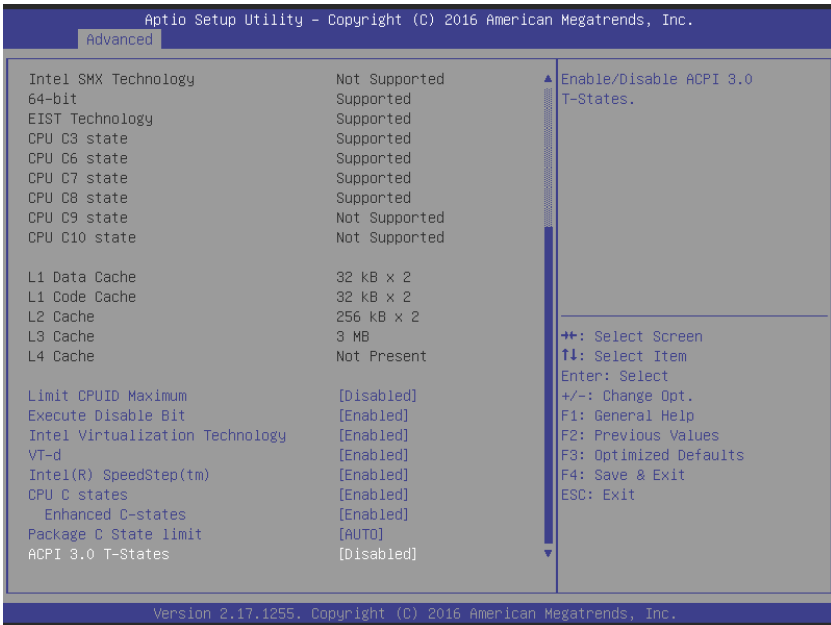 Aptio Setup Utility – Copyright (C) 2016 American Megatrends, Inc.
Advanced
Intel SMX Technology Not Supported
64-bit Supported
EIST Technology Supported
CPU C3 state Supported
CPU C6 state Supported
CPU C7 state Supported
CPU C8 state Supported
CPU C9 state Not Supported
CPU C10 state Not Supported
L1 Data Cache 32 kB x 2
L1 Code Cache 32 kB x 2
L2 Cache 256 kB x 2
L3 Cache 3 MB
L4 Cache Not Present
Limit CPUID Maximum [Disabled]
Execute Disable Bit [Enabled]
Intel Virtualization Technology [Enabled]
VT-d [Enabled]
Intel(R) SpeedStep(tm) [Enabled]
CPU C states [Enabled]
Enhanced C-states [Enabled]
Package C State limit [AUTO]
ACPI 3.0 T-States [Disabled]
Enable/Disable ACPI 3.0
T-States.
→←: Select Screen
↑↓: Select Item
Enter: Select
+/-: Change Opt.
F1: General Help
F2: Previous Values
F3: Optimized Defaults
F4: Save & Exit
ESC: Exit
Version 2.17.1255. Copyright (C) 2016 American Megatrends, Inc.